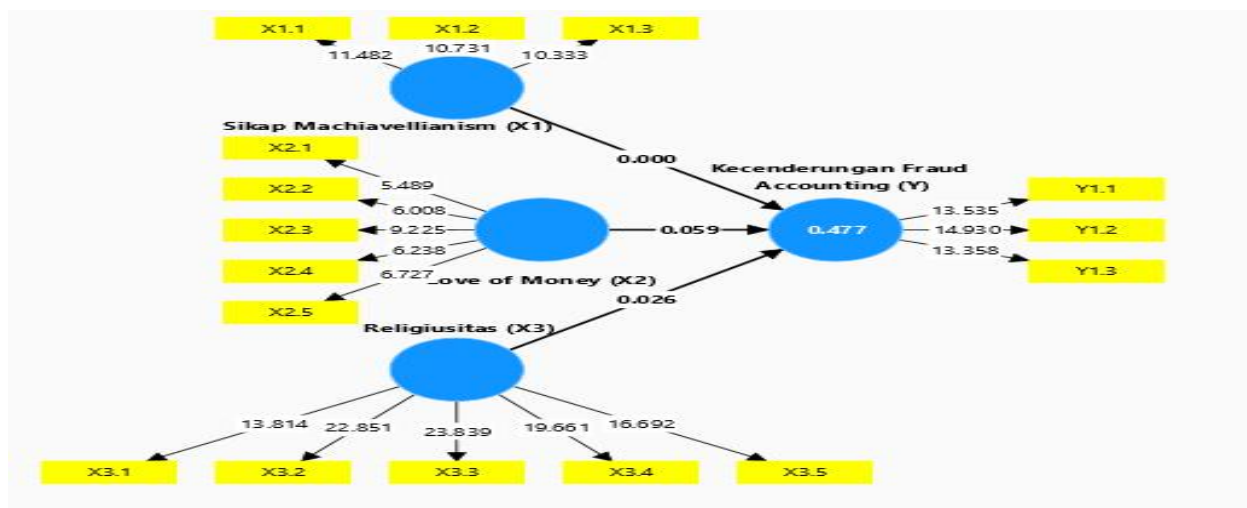 X1.1 X1.2 X1.3
11.482 10.731 10.333
Sikap Machiavellianism (X1)
X2.1
X2.2
X2.3
X2.4
X2.5
5.489
6.008
9.225
6.238
6.727
ove of Money (X2)
0.000
0.059
0.026
Kecenderungan Fraud
Accounting (Y)
0.477
13.535
14.930
13.358
Y1.1
Y1.2
Y1.3
Religiusitas (X3)
13.814 22.851 23.839 19.661 16.692
X3.1 X3.2 X3.3 X3.4 X3.5